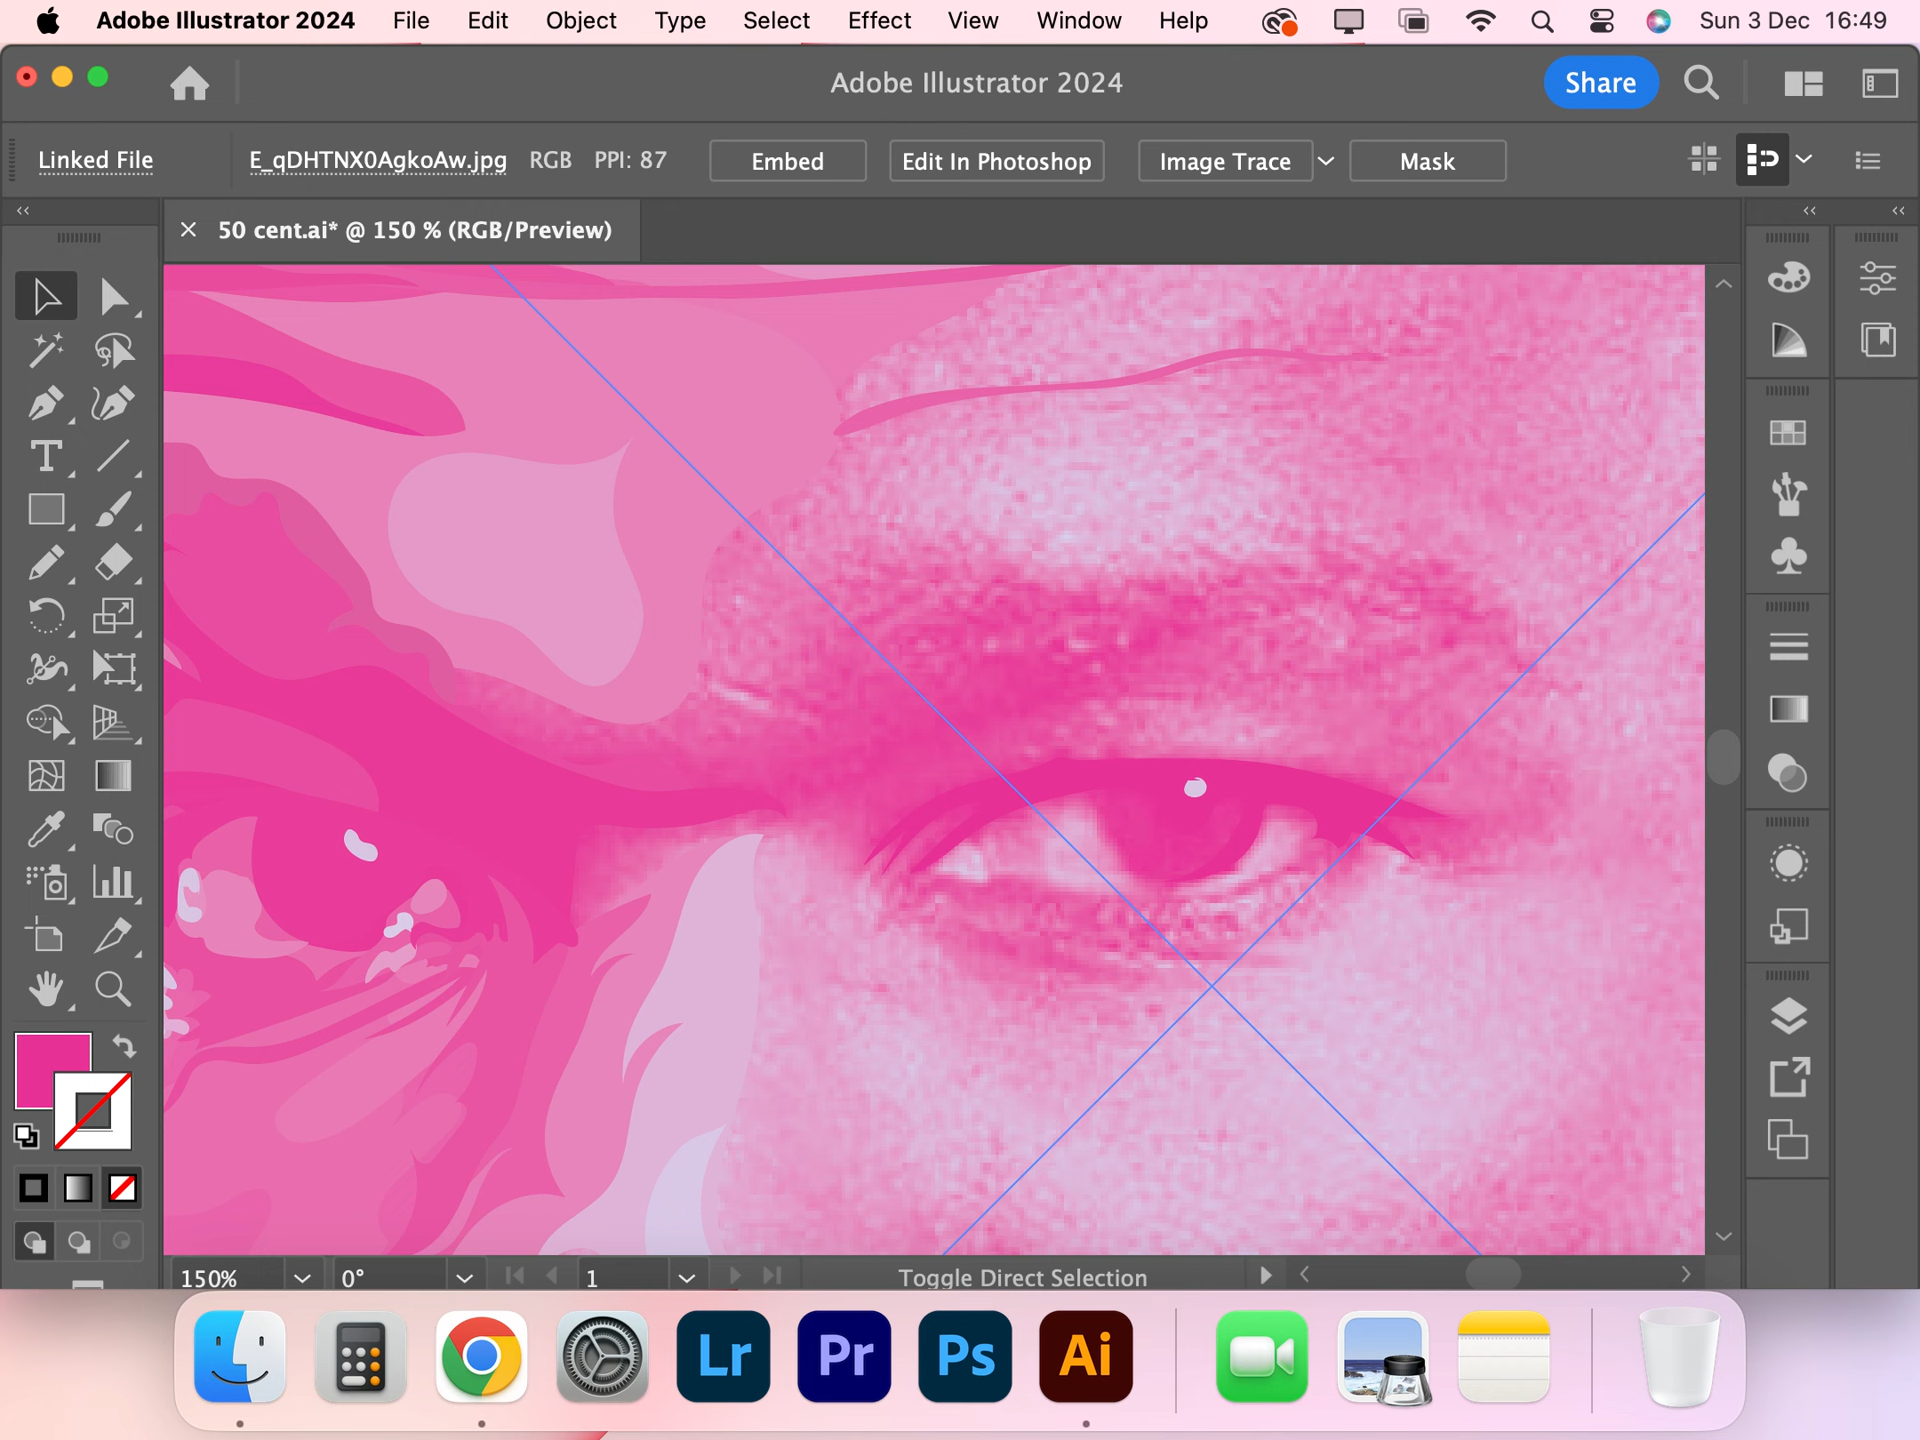 Adobe Illustrator 2024 File Edit Object Type Select Effect View Window Help Sun 3 Dec 16:49
Adobe Illustrator 2024 Share
Linked File E_qDHTNX0AgkoAw.jpg RGB PPI: 87 Embed Edit In Photoshop Image Trace Mask
50 cent.ai* @ 150 % (RGB/Preview)
T
150% 0° 1 Toggle Direct Selection
Lr Pr Ps Ai